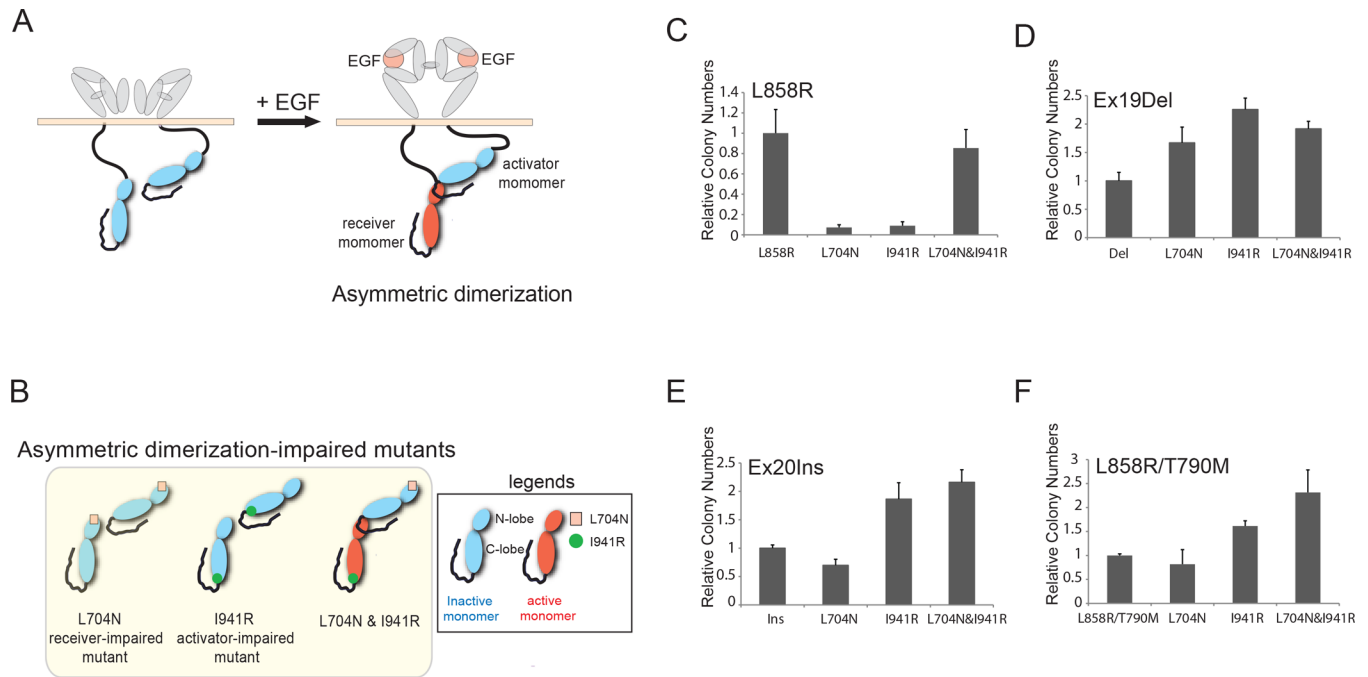 A
EGF
EGF
+ EGF
activator
momomer
receiver
momomer
Asymmetric dimerization
B
Asymmetric dimerization-impaired mutants
L704N
receiver-impaired
mutant
I941R
activator-impaired
mutant
L704N & I941R
legends
N-lobe
C-lobe
L704N
I941R
Inactive
monomer
active
monomer
C
L858R
Relative Colony Numbers
1.4
1.2
1
0.8
0.6
0.4
0.2
0
L858R
L704N
I941R
L704N&I941R
D
Ex19Del
Relative Colony Numbers
2.5
2
1.5
1
0.5
0
Del
L704N
I941R
L704N&I941R
E
Ex20Ins
Relative Colony Numbers
2.5
2
1.5
1
0.5
0
Ins
L704N
I941R
L704N&I941R
F
L858R/T790M
Relative Colony Numbers
3
2.5
2
1.5
1
0.5
0
L858R/T790M
L704N
I941R
L704N&I941R